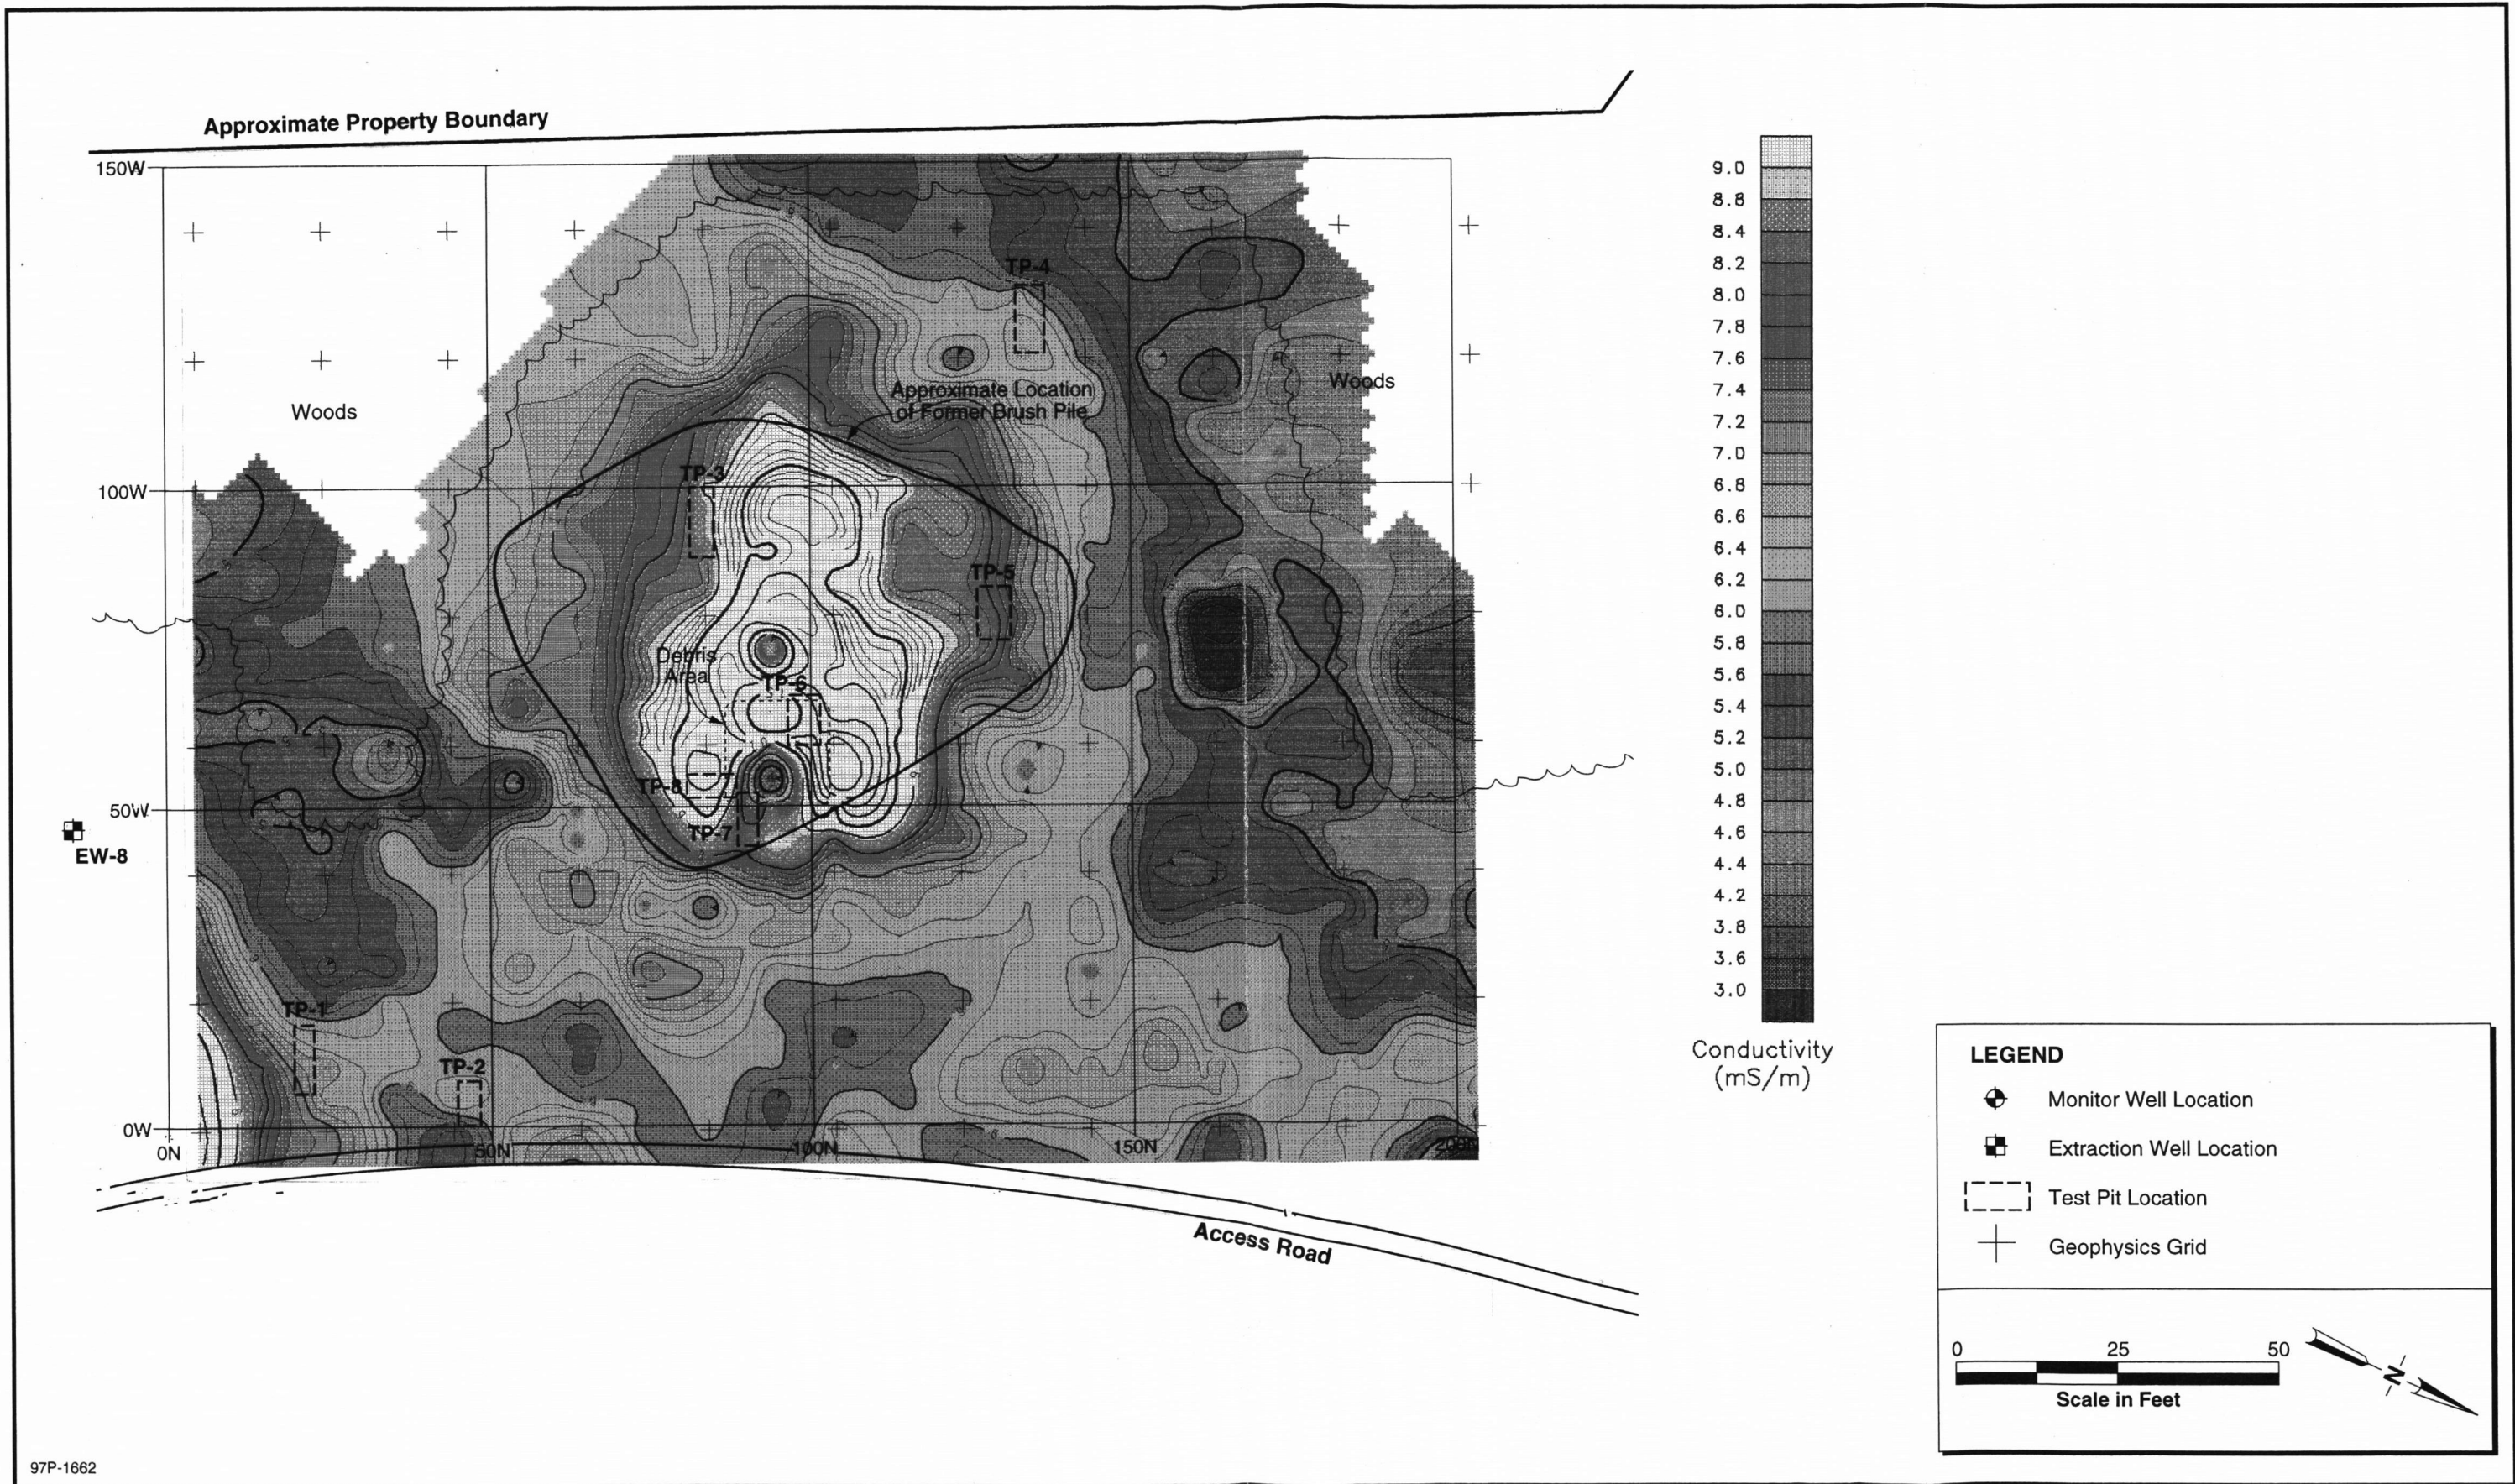 Approximate Property Boundary
150W
100W
50W
0W
0N
50N
100N
150N
200N
Woods
Woods
TP-4
Approximate Location
of Former Brush Pile
TP-3
TP-5
Debris
Area
TP-6
TP-8
TP-7
EW-8
TP-1
TP-2
Access Road
9.0
8.8
8.4
8.2
8.0
7.8
7.6
7.4
7.2
7.0
6.8
6.6
6.4
6.2
6.0
5.8
5.6
5.4
5.2
5.0
4.8
4.6
4.4
4.2
3.8
3.8
3.6
3.0
Conductivity
(mS/m)
LEGEND
Monitor Well Location
Extraction Well Location
Test Pit Location
Geophysics Grid
0 25 50
Scale in Feet
N
97P-1662